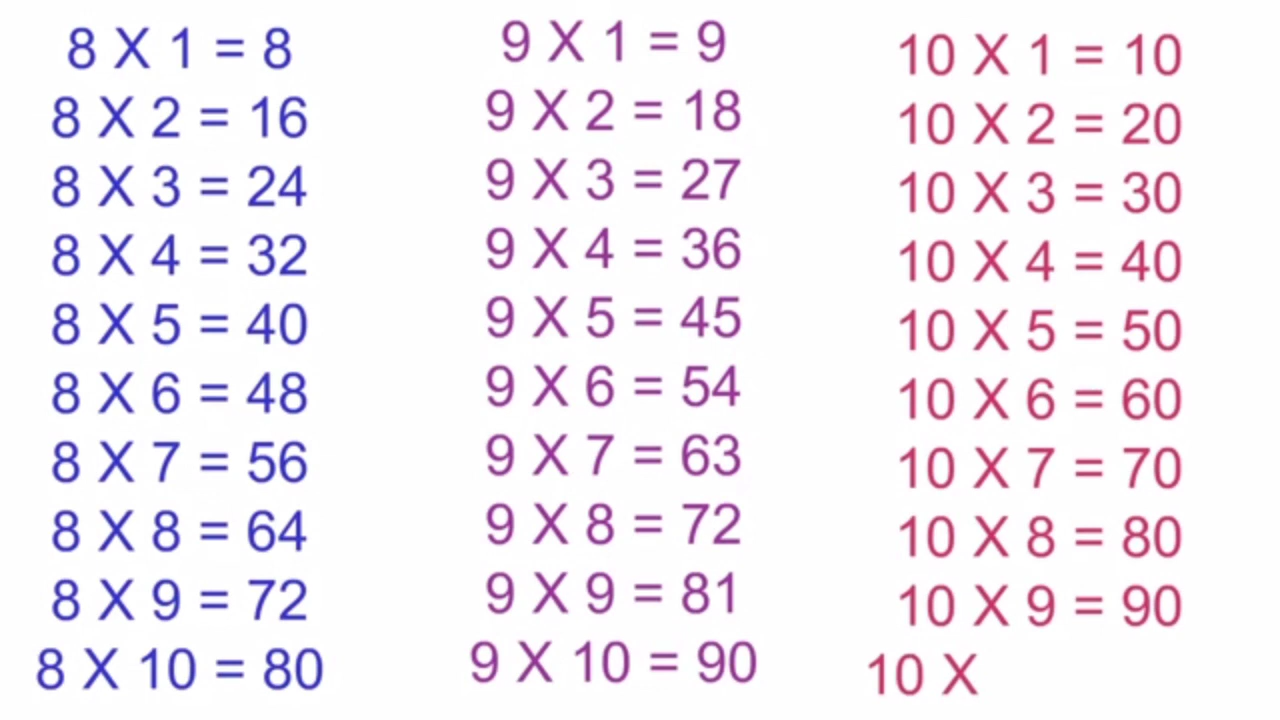 8 X 1 = 8
8 X 2 = 16
8 X 3 = 24
8 X 4 = 32
8 X 5 = 40
8 X 6 = 48
8 X 7 = 56
8 X 8 = 64
8 X 9 = 72
8 X 10 = 80
9 X 1 = 9
9 X 2 = 18
9 X 3 = 27
9 X 4 = 36
9 X 5 = 45
9 X 6 = 54
9 X 7 = 63
9 X 8 = 72
9 X 9 = 81
9 X 10 = 90
10 X 1 = 10
10 X 2 = 20
10 X 3 = 30
10 X 4 = 40
10 X 5 = 50
10 X 6 = 60
10 X 7 = 70
10 X 8 = 80
10 X 9 = 90
10 X